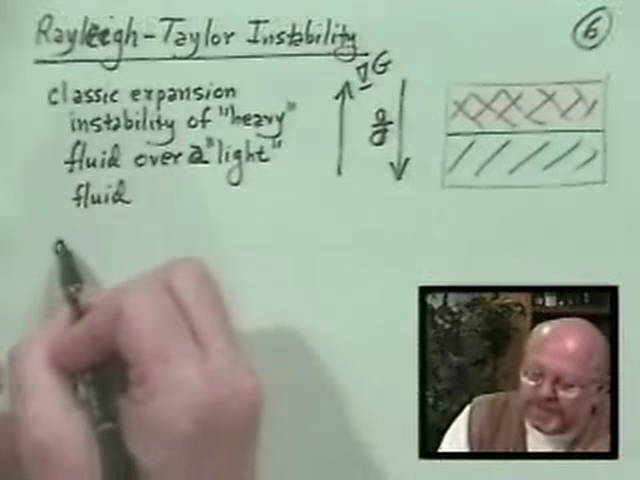 Rayleigh-Taylor Instability
6
classic expansion
instability of "heavy"
fluid over a "light"
fluid
∇G
g